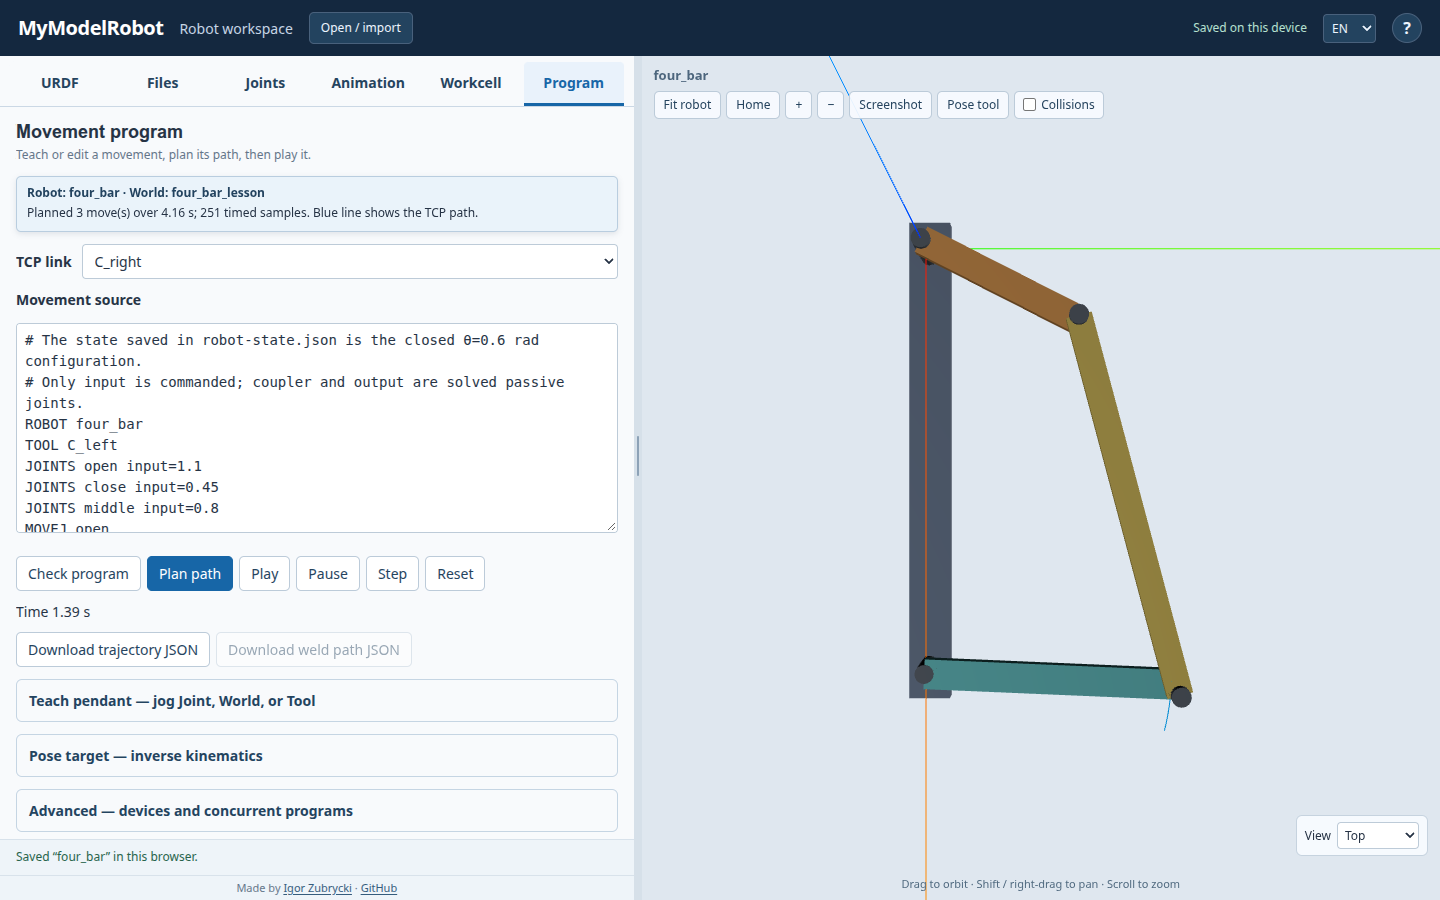 MyModelRobot
Robot workspace
Open / import
Saved on this device
EN
?
URDF
Files
Joints
Animation
Workcell
Program
Movement program
Teach or edit a movement, plan its path, then play it.
Robot: four_bar · World: four_bar_lesson
Planned 3 move(s) over 4.16 s; 251 timed samples. Blue line shows the TCP path.
TCP link
C_right
Movement source
# The state saved in robot-state.json is the closed θ=0.6 rad
configuration.
# Only input is commanded; coupler and output are solved passive
joints.
ROBOT four_bar
TOOL C_left
JOINTS open input=1.1
JOINTS close input=0.45
JOINTS middle input=0.8
MOVEJ open
Check program
Plan path
Play
Pause
Step
Reset
Time 1.39 s
Download trajectory JSON
Download weld path JSON
Teach pendant — jog Joint, World, or Tool
Pose target — inverse kinematics
Advanced — devices and concurrent programs
Saved “four_bar” in this browser.
Made by Igor Zubrycki · GitHub
four_bar
Fit robot
Home
+
−
Screenshot
Pose tool
Collisions
View
Top
Drag to orbit · Shift / right-drag to pan · Scroll to zoom